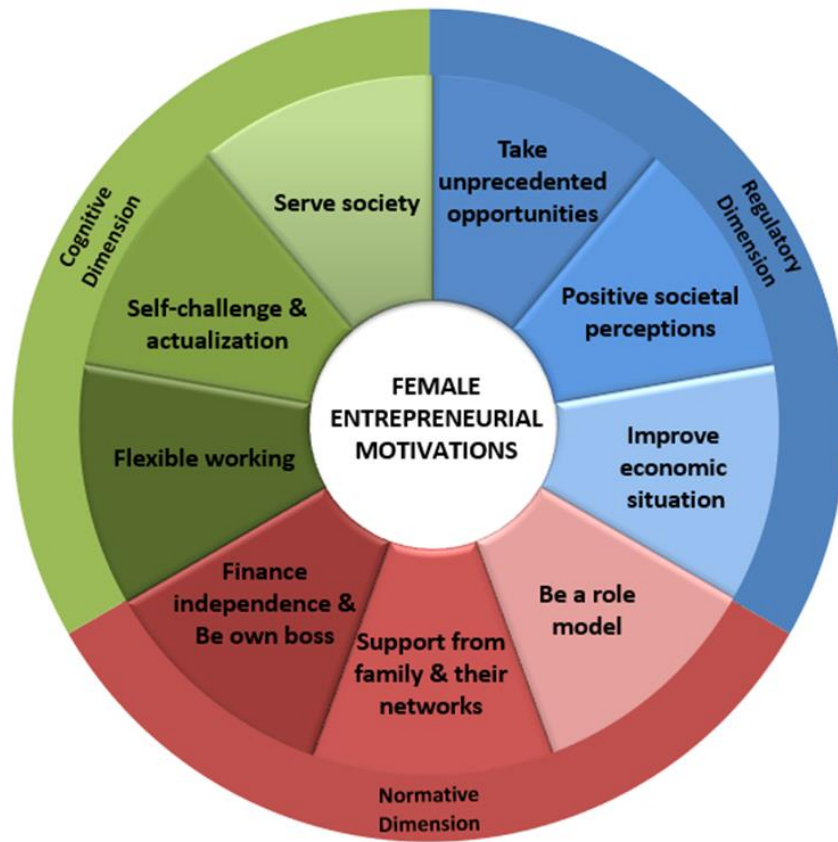 FEMALE
ENTREPRENEURIAL
MOTIVATIONS
Take
unprecedented
opportunities
Positive societal
perceptions
Improve
economic
situation
Regulatory
Dimension
Be a role
model
Support from
family & their
networks
Finance
independence &
Be own boss
Normative
Dimension
Flexible working
Self-challenge &
actualization
Serve society
Cognitive
Dimension